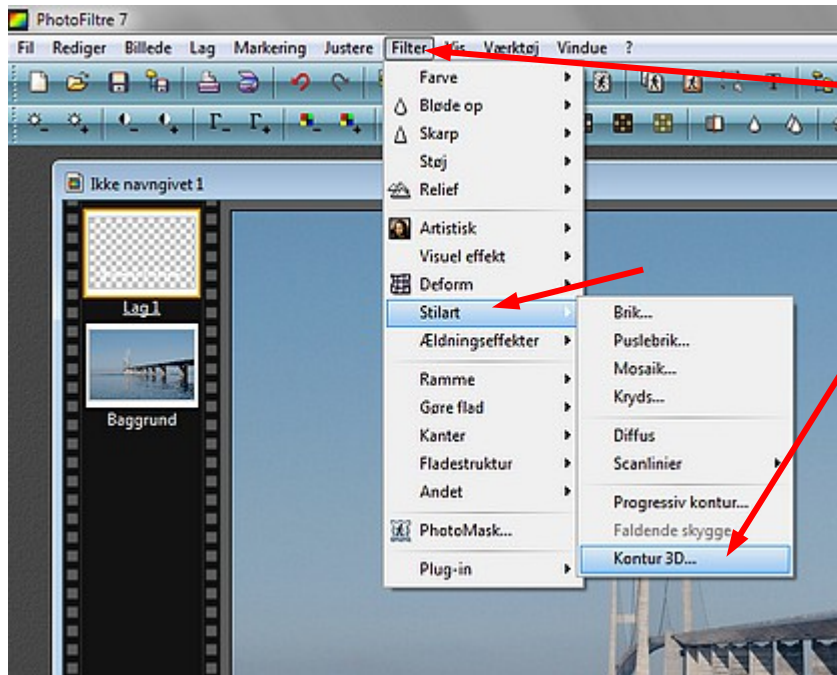 PhotoFiltre 7
Fil Rediger Billede Lag Markering Justere Filter Vis Værktøj Vindue ?
Farve
Bløde op
Skarp
Støj
Relief
Artistisk
Visuel effekt
Deform
Stilart
Ældningseffekter
Ramme
Gøre flad
Kanter
Fladestruktur
Andet
PhotoMask...
Plug-in
Brik...
Puslebrik...
Mosaik...
Kryds...
Diffus
Scanlinier
Progressiv kontur...
Faldende skygge
Kontur 3D...
Ikke navngivet 1
Lag 1
Baggrund